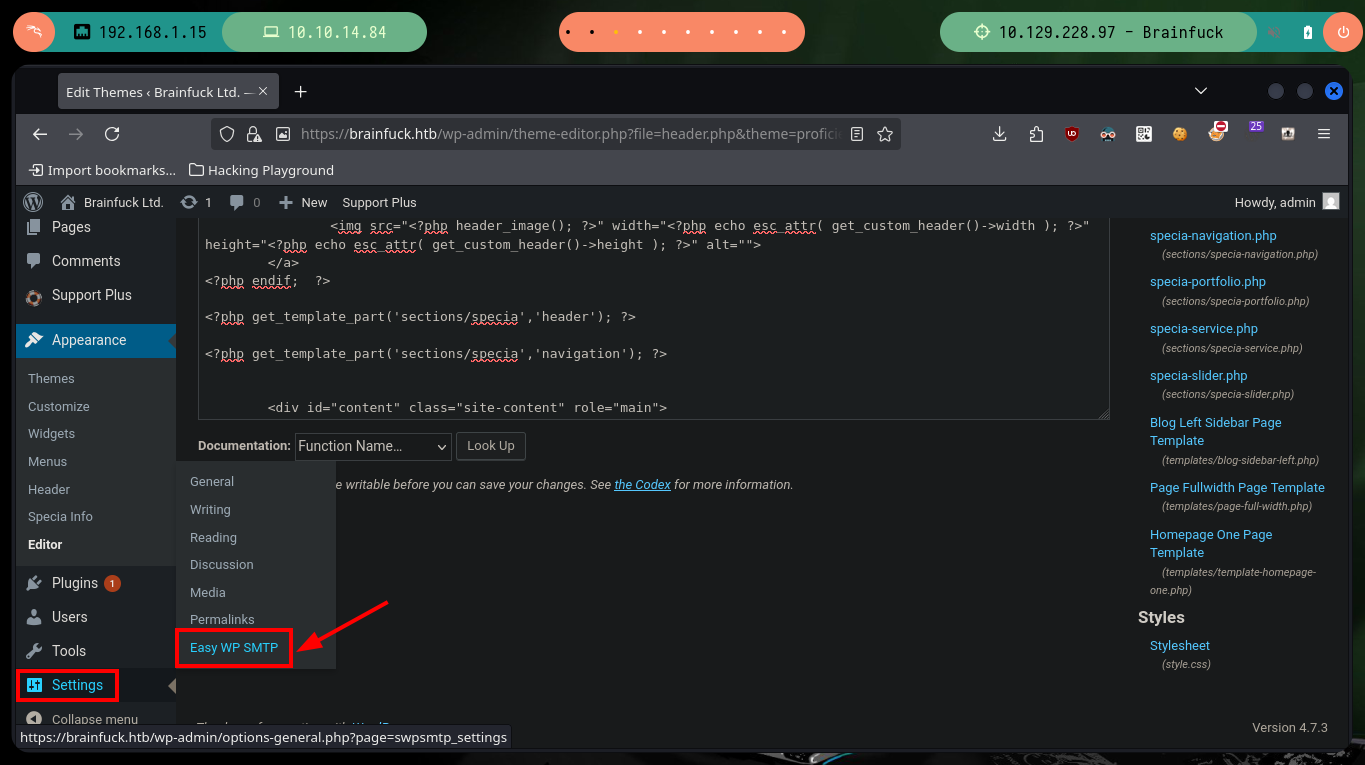 192.168.1.15
10.10.14.84
10.129.228.97 - Brainfuck
Edit Themes ‹ Brainfuck Ltd. —
https://brainfuck.htb/wp-admin/theme-editor.php?file=header.php&theme=profici
25
Import bookmarks...
Hacking Playground
Brainfuck Ltd.
1
0
New
Support Plus
Howdy, admin
Pages
Comments
Support Plus
Appearance
Themes
Customize
Widgets
Menus
Header
Specia Info
Editor
Plugins 1
Users
Tools
Settings
Collapse menu
<img src="<?php header_image(); ?>" width="<?php echo esc_attr( get_custom_header()->width ); ?>"
height="<?php echo esc_attr( get_custom_header()->height ); ?>" alt="">
</a>
<?php endif;  ?>
<?php get_template_part('sections/specia','header'); ?>
<?php get_template_part('sections/specia','navigation'); ?>
<div id="content" class="site-content" role="main">
Documentation: Function Name... Look Up
e writable before you can save your changes. See the Codex for more information.
General
Writing
Reading
Discussion
Media
Permalinks
Easy WP SMTP
specia-navigation.php
(sections/specia-navigation.php)
specia-portfolio.php
(sections/specia-portfolio.php)
specia-service.php
(sections/specia-service.php)
specia-slider.php
(sections/specia-slider.php)
Blog Left Sidebar Page
Template
(templates/blog-sidebar-left.php)
Page Fullwidth Page Template
(templates/page-full-width.php)
Homepage One Page
Template
(templates/template-homepage-
one.php)
Styles
Stylesheet
(style.css)
Version 4.7.3
https://brainfuck.htb/wp-admin/options-general.php?page=swpsmtp_settings